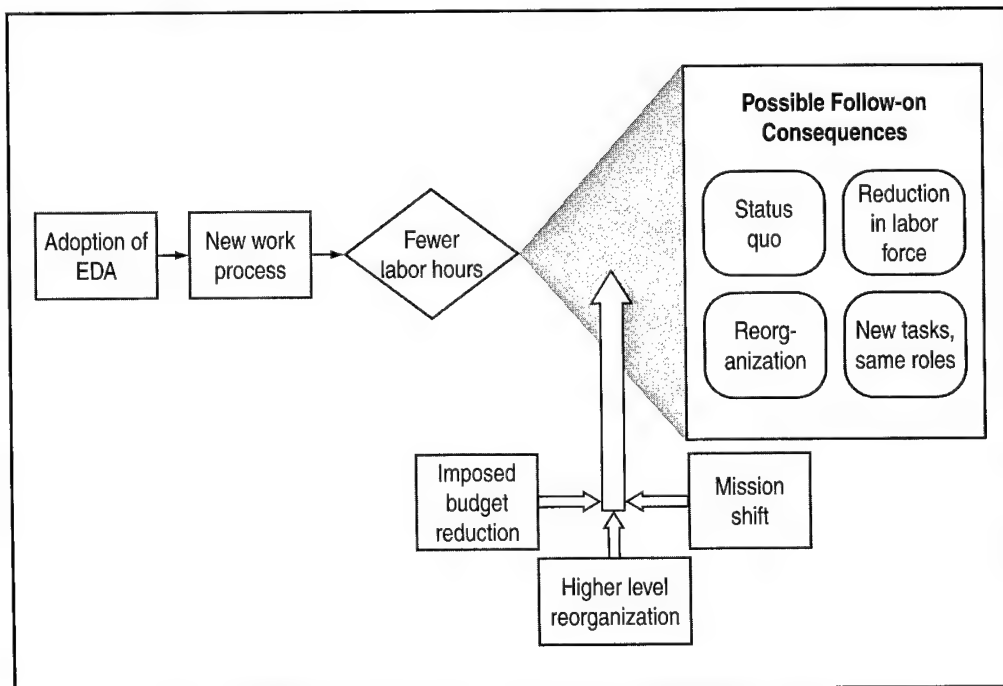 Possible Follow-on
Consequences
Status
quo
Reduction
in labor
force
Reorg-
anization
New tasks,
same roles
Adoption of
EDA
New work
process
Fewer
labor hours
Imposed
budget
reduction
Mission
shift
Higher level
reorganization